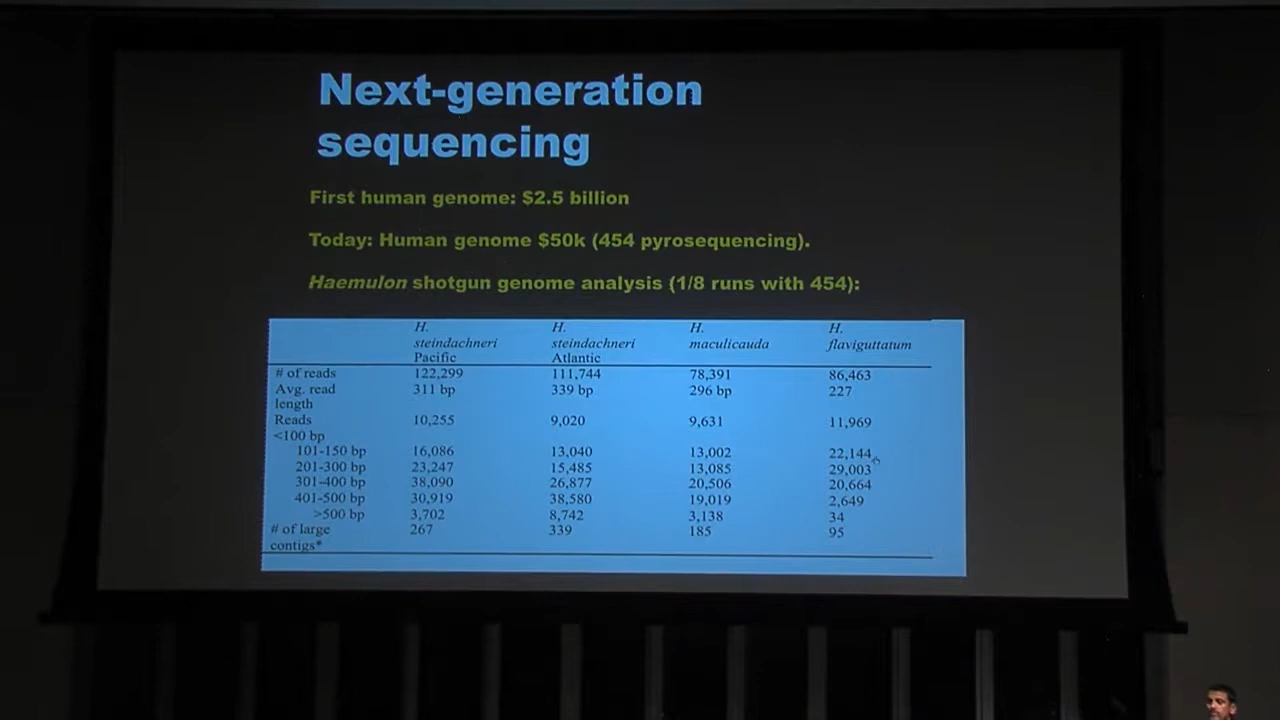 Next-generation
sequencing
First human genome: $2.5 billion
Today: Human genome $50k (454 pyrosequencing).
Haemulon shotgun genome analysis (1/8 runs with 454):
H. steindachneri Pacific H. steindachneri Atlantic H. maculicauda H. flaviguttatum
# of reads 122,299 111,744 78,391 86,463
Avg. read length 311 bp 339 bp 296 bp 227
Reads <100 bp 10,255 9,020 9,631 11,969
101-150 bp 16,086 13,040 13,002 22,144
201-300 bp 23,247 15,485 13,085 29,003
301-400 bp 38,090 26,877 20,506 20,664
401-500 bp 30,919 38,580 19,019 2,649
>500 bp 3,702 8,742 3,138 34
# of large contigs* 267 339 185 95